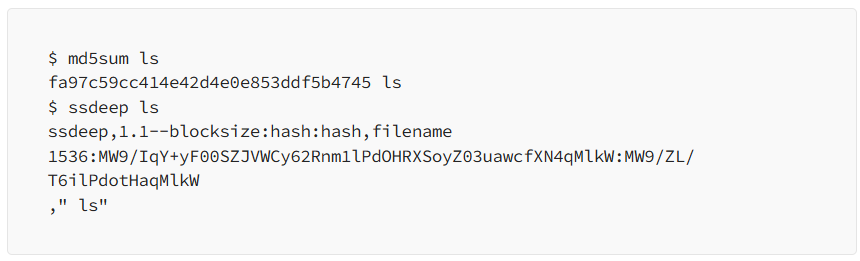 $ md5sum ls
fa97c59cc414e42d4e0e853ddf5b4745 ls
$ ssdeep ls
ssdeep,1.1--blocksize:hash:hash,filename
1536:MW9/IqY+yF00SZJVWCy62Rnm1lPdOHRXSoyZ03uawcfXN4qMlkW:MW9/ZL/
T6ilPdotHaqMlkW
," ls"